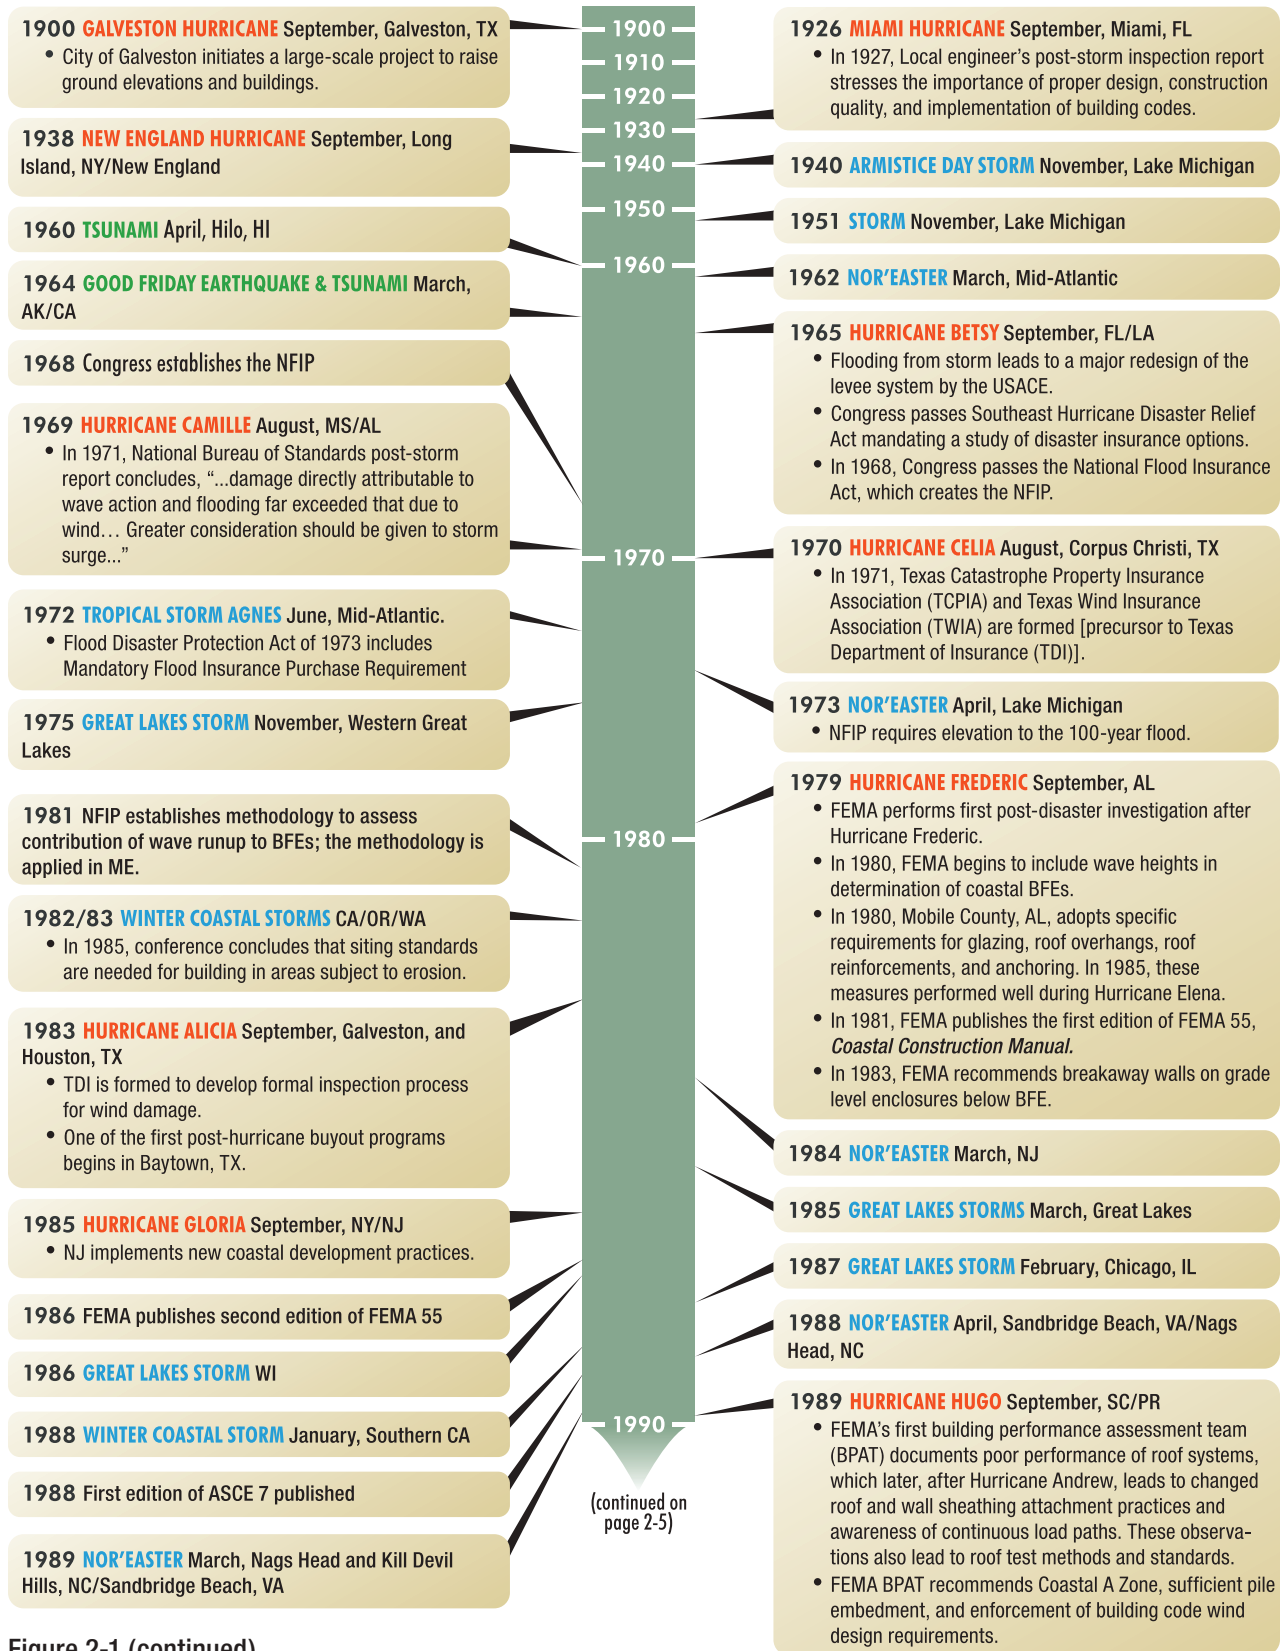 1900 GALVESTON HURRICANE September, Galveston, TX
• City of Galveston initiates a large-scale project to raise
ground elevations and buildings.
1938 NEW ENGLAND HURRICANE September, Long
Island, NY/New England
1960 TSUNAMI April, Hilo, HI
1964 GOOD FRIDAY EARTHQUAKE & TSUNAMI March,
AK/CA
1968 Congress establishes the NFIP
1969 HURRICANE CAMILLE August, MS/AL
• In 1971, National Bureau of Standards post-storm
report concludes, “...damage directly attributable to
wave action and flooding far exceeded that due to
wind… Greater consideration should be given to storm
surge...”
1972 TROPICAL STORM AGNES June, Mid-Atlantic.
• Flood Disaster Protection Act of 1973 includes
Mandatory Flood Insurance Purchase Requirement
1975 GREAT LAKES STORM November, Western Great
Lakes
1981 NFIP establishes methodology to assess
contribution of wave runup to BFEs; the methodology is
applied in ME.
1982/83 WINTER COASTAL STORMS CA/OR/WA
• In 1985, conference concludes that siting standards
are needed for building in areas subject to erosion.
1983 HURRICANE ALICIA September, Galveston, and
Houston, TX
• TDI is formed to develop formal inspection process
for wind damage.
• One of the first post-hurricane buyout programs
begins in Baytown, TX.
1985 HURRICANE GLORIA September, NY/NJ
• NJ implements new coastal development practices.
1986 FEMA publishes second edition of FEMA 55
1986 GREAT LAKES STORM WI
1988 WINTER COASTAL STORM January, Southern CA
1988 First edition of ASCE 7 published
1989 NOR’EASTER March, Nags Head and Kill Devil
Hills, NC/Sandbridge Beach, VA
Figure 2-1 (continued)
1900
1910
1920
1930
1940
1950
1960
1970
1980
1990
(continued on
page 2-5)
1926 MIAMI HURRICANE September, Miami, FL
• In 1927, Local engineer’s post-storm inspection report
stresses the importance of proper design, construction
quality, and implementation of building codes.
1940 ARMISTICE DAY STORM November, Lake Michigan
1951 STORM November, Lake Michigan
1962 NOR’EASTER March, Mid-Atlantic
1965 HURRICANE BETSY September, FL/LA
• Flooding from storm leads to a major redesign of the
levee system by the USACE.
• Congress passes Southeast Hurricane Disaster Relief
Act mandating a study of disaster insurance options.
• In 1968, Congress passes the National Flood Insurance
Act, which creates the NFIP.
1970 HURRICANE CELIA August, Corpus Christi, TX
• In 1971, Texas Catastrophe Property Insurance
Association (TCPIA) and Texas Wind Insurance
Association (TWIA) are formed [precursor to Texas
Department of Insurance (TDI)].
1973 NOR’EASTER April, Lake Michigan
• NFIP requires elevation to the 100-year flood.
1979 HURRICANE FREDERIC September, AL
• FEMA performs first post-disaster investigation after
Hurricane Frederic.
• In 1980, FEMA begins to include wave heights in
determination of coastal BFEs.
• In 1980, Mobile County, AL, adopts specific
requirements for glazing, roof overhangs, roof
reinforcements, and anchoring. In 1985, these
measures performed well during Hurricane Elena.
• In 1981, FEMA publishes the first edition of FEMA 55,
Coastal Construction Manual.
• In 1983, FEMA recommends breakaway walls on grade
level enclosures below BFE.
1984 NOR’EASTER March, NJ
1985 GREAT LAKES STORMS March, Great Lakes
1987 GREAT LAKES STORM February, Chicago, IL
1988 NOR’EASTER April, Sandbridge Beach, VA/Nags
Head, NC
1989 HURRICANE HUGO September, SC/PR
• FEMA’s first building performance assessment team
(BPAT) documents poor performance of roof systems,
which later, after Hurricane Andrew, leads to changed
roof and wall sheathing attachment practices and
awareness of continuous load paths. These observa-
tions also lead to roof test methods and standards.
• FEMA BPAT recommends Coastal A Zone, sufficient pile
embedment, and enforcement of building code wind
design requirements.